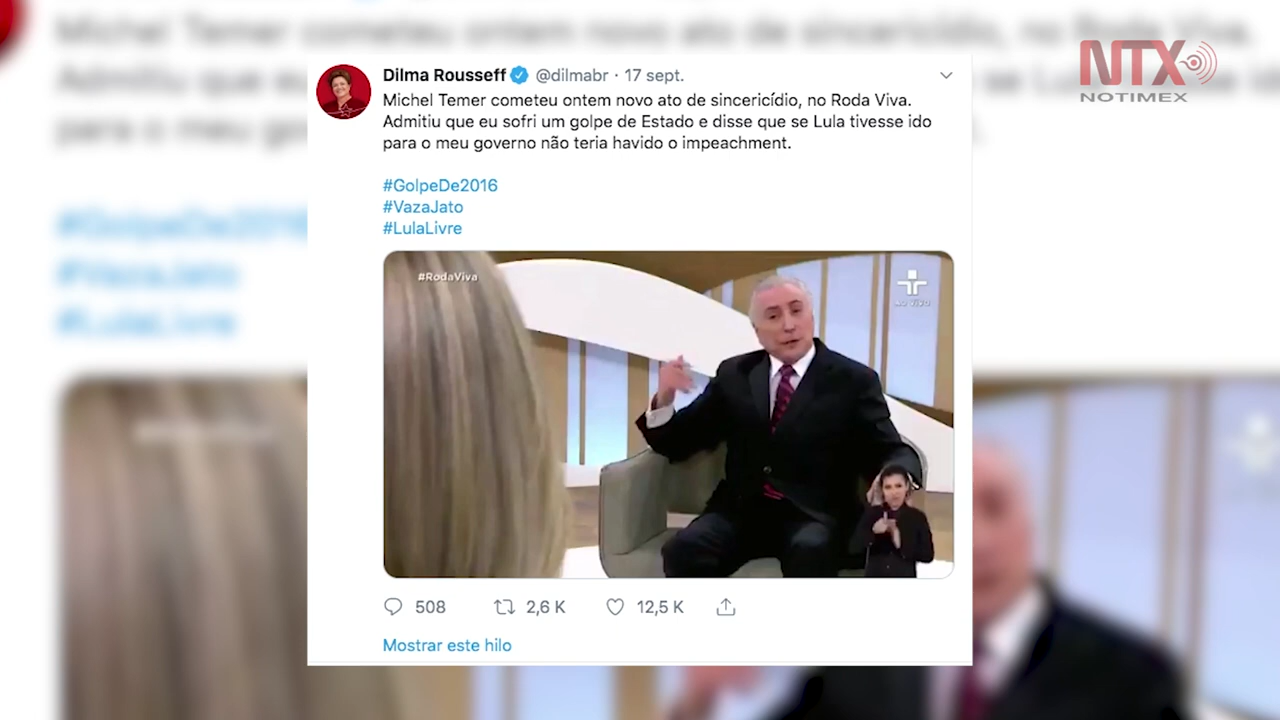 NTX
NOTIMEX
Dilma Rousseff @dilmabr · 17 sept.
Michel Temer cometeu ontem novo ato de sincericídio, no Roda Viva.
Admitiu que eu sofri um golpe de Estado e disse que se Lula tivesse ido
para o meu governo não teria havido o impeachment.
#GolpeDe2016
#VazaJato
#LulaLivre
#RodaViva
508 2,6 K 12,5 K
Mostrar este hilo